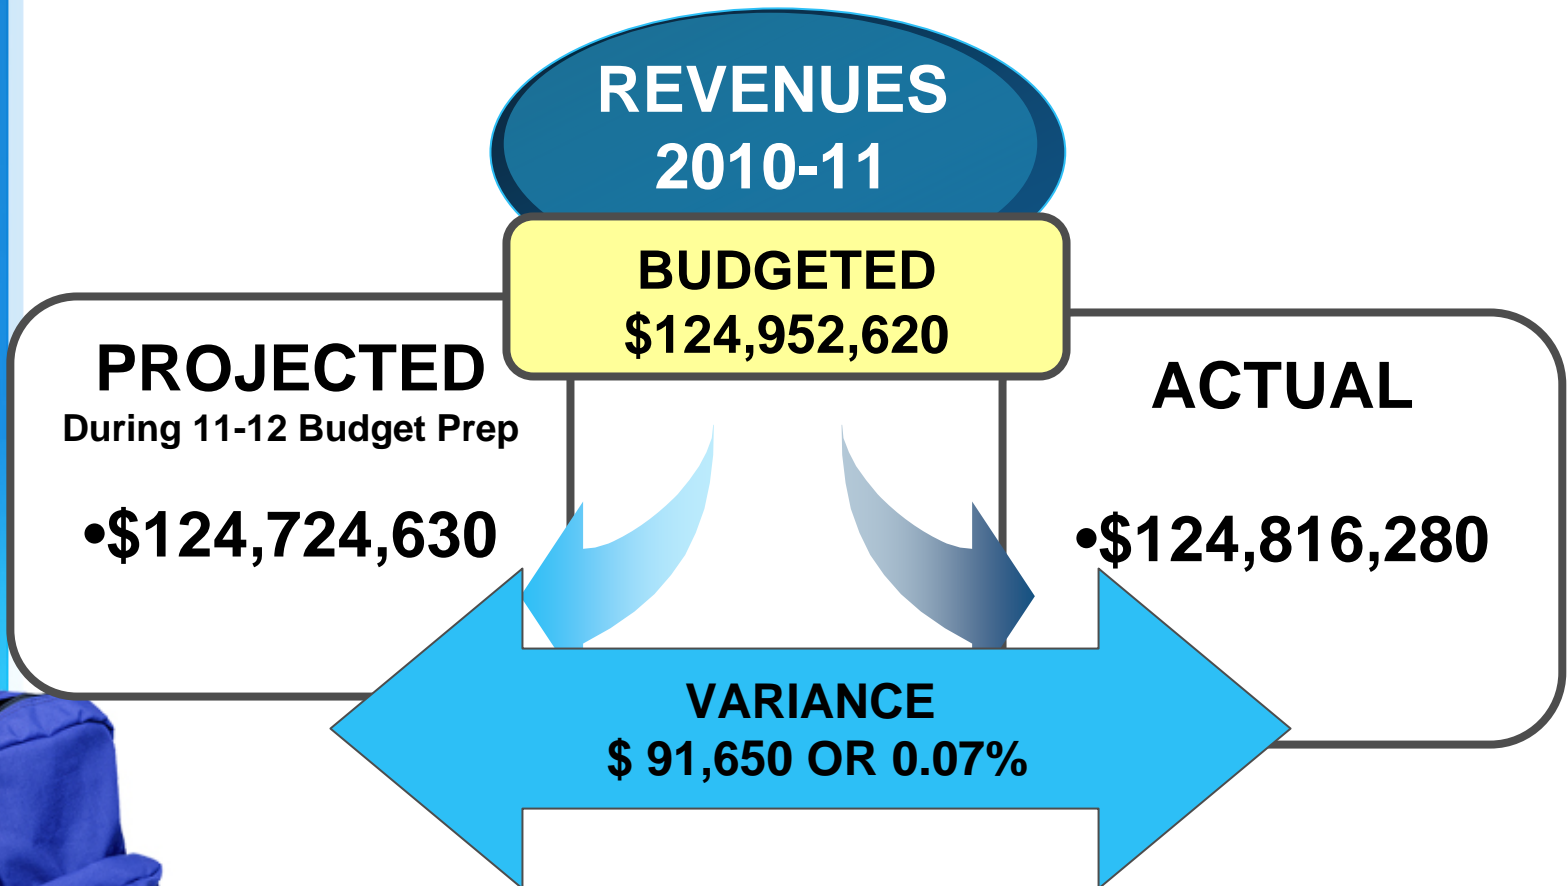 REVENUES
2010-11
BUDGETED
$124,952,620
PROJECTED
During 11-12 Budget Prep
•$124,724,630
ACTUAL
•$124,816,280
VARIANCE
$ 91,650 OR 0.07%